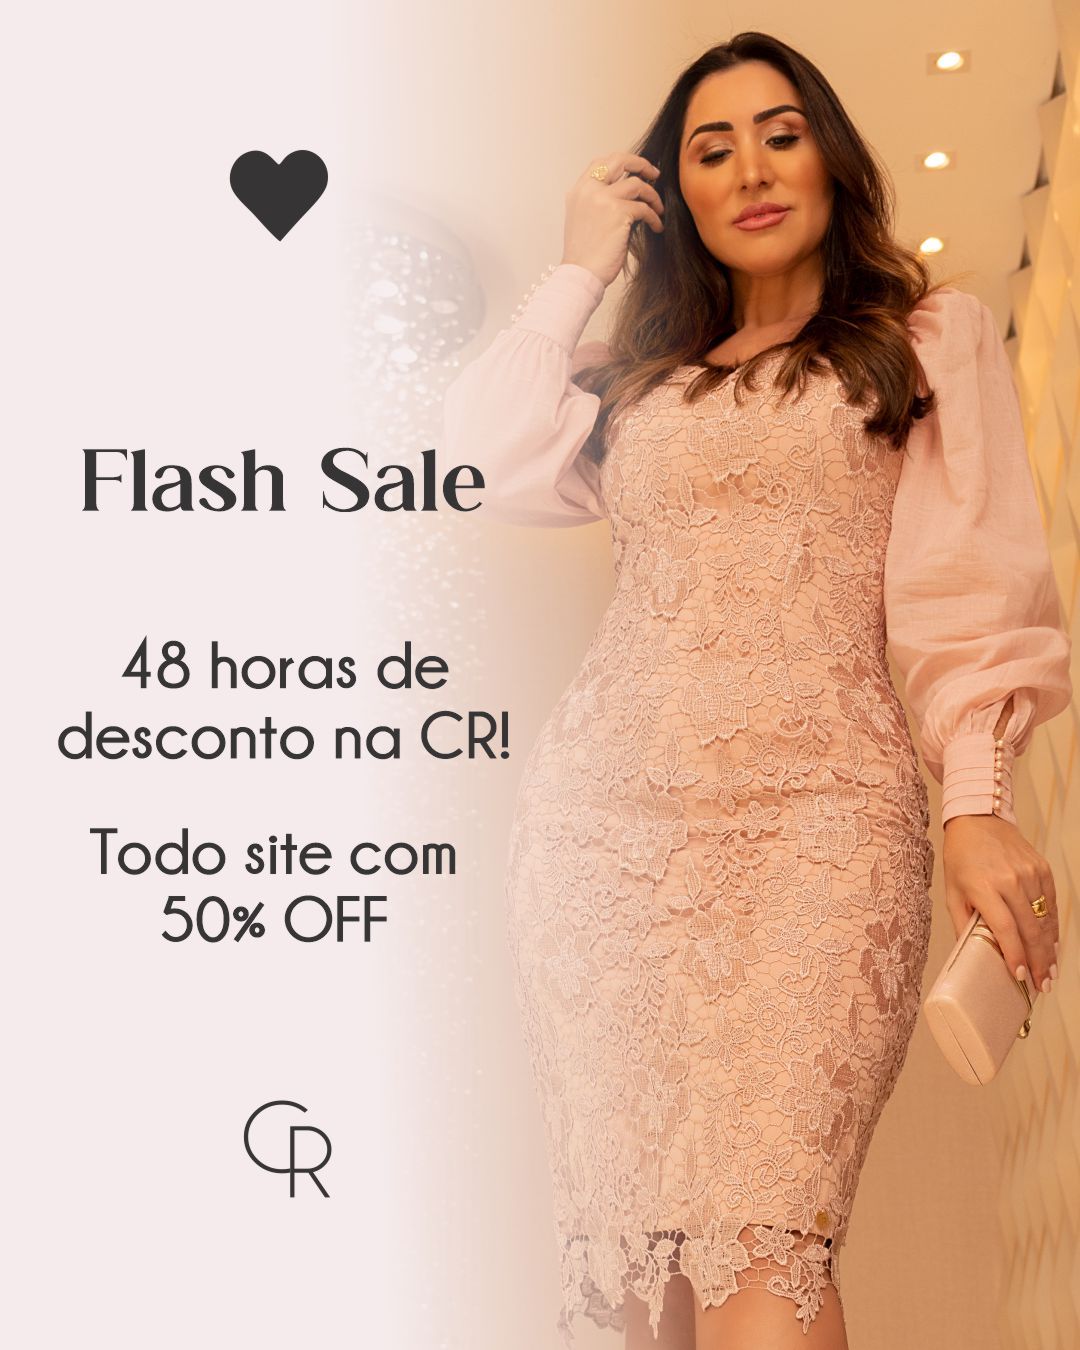 Flash Sale
48 horas de
desconto na CR!
Todo site com
50% OFF
CR